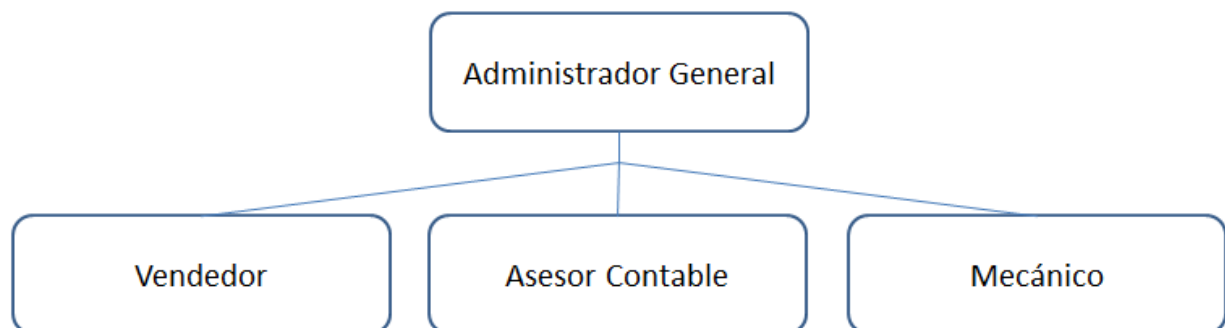 Administrador General
Vendedor
Asesor Contable
Mecánico